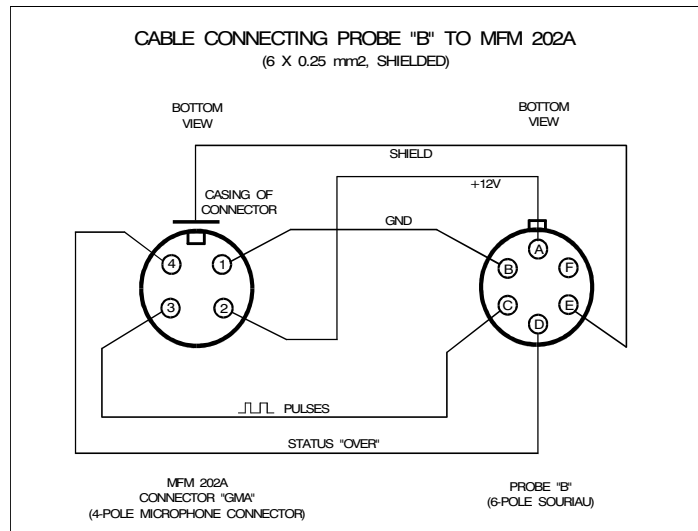 CABLE CONNECTING PROBE "B" TO MFM 202A
(6 X 0.25 mm2, SHIELDED)
BOTTOM
VIEW
BOTTOM
VIEW
SHIELD
+12V
CASING OF
CONNECTOR
GND
4
1
3
2
A
B
F
C
E
D
PULSES
STATUS "OVER"
MFM 202A
CONNECTOR "GMA"
(4-POLE MICROPHONE CONNECTOR)
PROBE "B"
(6-POLE SOURIAU)